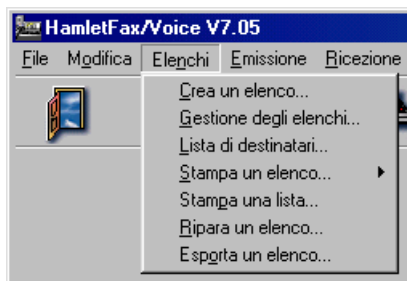 HamletFax/Voice V7.05
File Modifica Elenchi Emissione Ricezione
Crea un elenco...
Gestione degli elenchi...
Lista di destinatari...
Stampa un elenco...
Stampa una lista...
Ripara un elenco...
Esporta un elenco...